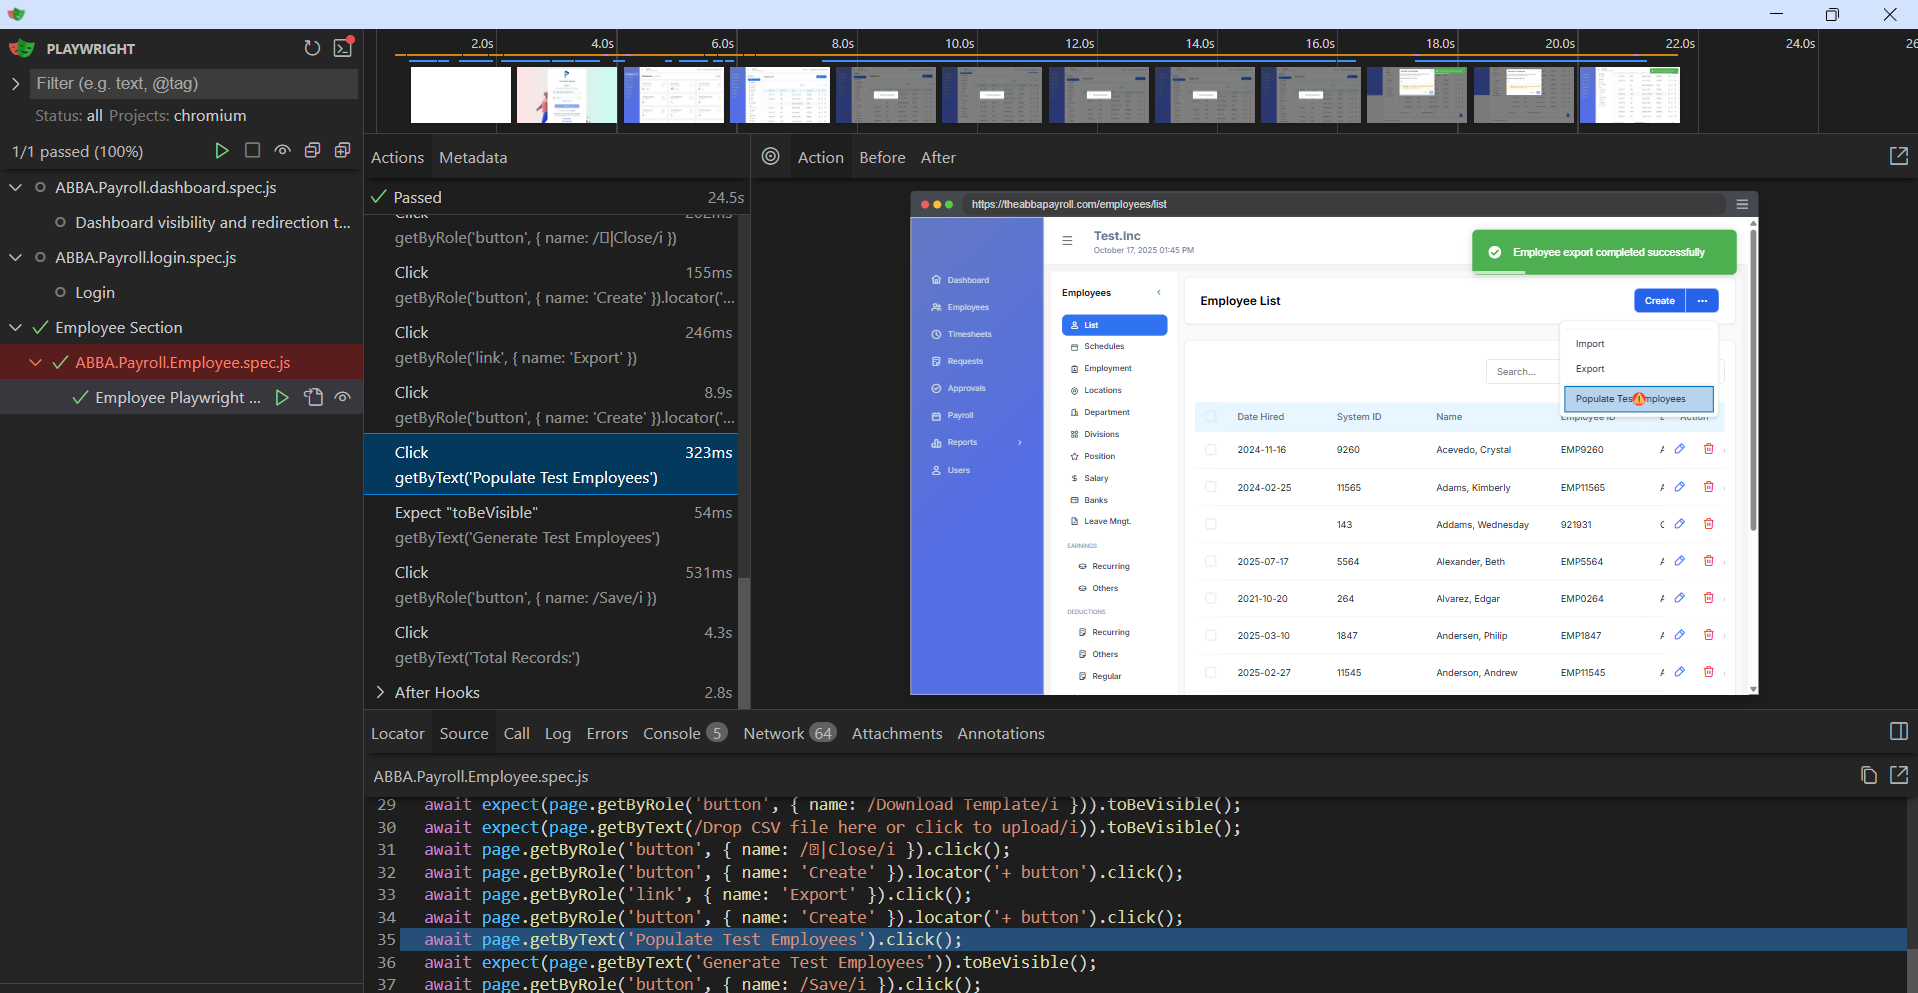 PLAYWRIGHT
Filter (e.g. text, @tag)
Status: all Projects: chromium
1/1 passed (100%)
ABBA.Payroll.dashboard.spec.js
Dashboard visibility and redirection t...
ABBA.Payroll.login.spec.js
Login
Employee Section
ABBA.Payroll.Employee.spec.js
Employee Playwright ...
2.0s 4.0s 6.0s 8.0s 10.0s 12.0s 14.0s 16.0s 18.0s 20.0s 22.0s 24.0s 26
Actions Metadata
Passed 24.5s
getByRole('button', { name: /▯|Close/i })
Click 155ms
getByRole('button', { name: 'Create' }).locator('...
Click 246ms
getByRole('link', { name: 'Export' })
Click 8.9s
getByRole('button', { name: 'Create' }).locator('...
Click 323ms
getByText('Populate Test Employees')
Expect "toBeVisible" 54ms
getByText('Generate Test Employees')
Click 531ms
getByRole('button', { name: /Save/i })
Click 4.3s
getByText('Total Records:')
After Hooks 2.8s
Action Before After
https://theabbapayroll.com/employees/list
Dashboard
Employees
Timesheets
Requests
Approvals
Payroll
Reports
Users
Test.Inc
October 17, 2025 01:45 PM
Employee export completed successfully
Employees
List
Schedules
Employment
Locations
Department
Divisions
Position
Salary
Banks
Leave Mngt.
EARNINGS
Recurring
Others
DEDUCTIONS
Recurring
Others
Regular
Employee List
Create ...
Import
Export
Populate Test Employees
Search...
Date Hired System ID Name Employee ID Action
2024-11-16 9260 Acevedo, Crystal EMP9260
2024-02-25 11565 Adams, Kimberly EMP11565
143 Addams, Wednesday 921931
2025-07-17 5564 Alexander, Beth EMP5564
2021-10-20 264 Alvarez, Edgar EMP0264
2025-03-10 1847 Andersen, Philip EMP1847
2025-02-27 11545 Anderson, Andrew EMP11545
Locator Source Call Log Errors Console 5 Network 64 Attachments Annotations
ABBA.Payroll.Employee.spec.js
29 await expect(page.getByRole('button', { name: /Download Template/i })).toBeVisible();
30 await expect(page.getByText(/Drop CSV file here or click to upload/i)).toBeVisible();
31 await page.getByRole('button', { name: /▯|Close/i }).click();
32 await page.getByRole('button', { name: 'Create' }).locator('+ button').click();
33 await page.getByRole('link', { name: 'Export' }).click();
34 await page.getByRole('button', { name: 'Create' }).locator('+ button').click();
35 await page.getByText('Populate Test Employees').click();
36 await expect(page.getByText('Generate Test Employees')).toBeVisible();
37 await page.getByRole('button', { name: /Save/i }).click();